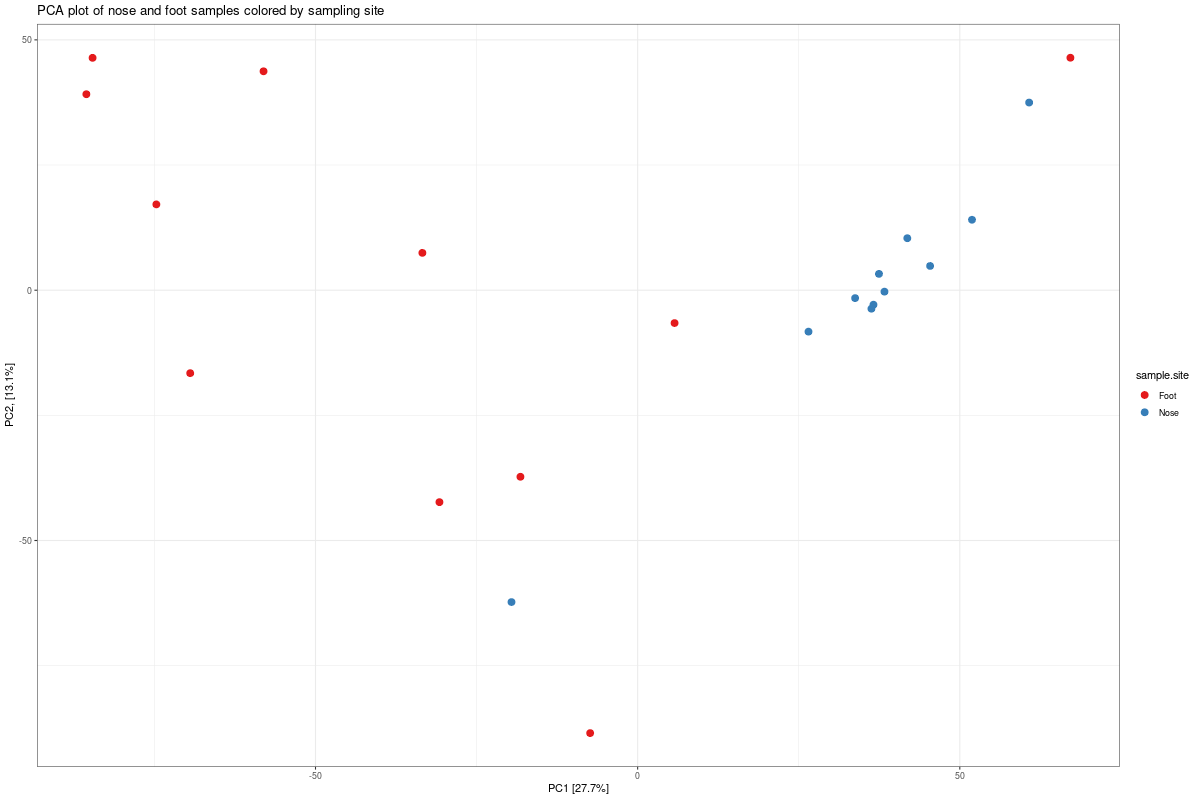 PCA plot of nose and foot samples colored by sampling site
50
0
-50
PC2, [13.1%]
-50
0
50
PC1 [27.7%]
sample.site
Foot
Nose